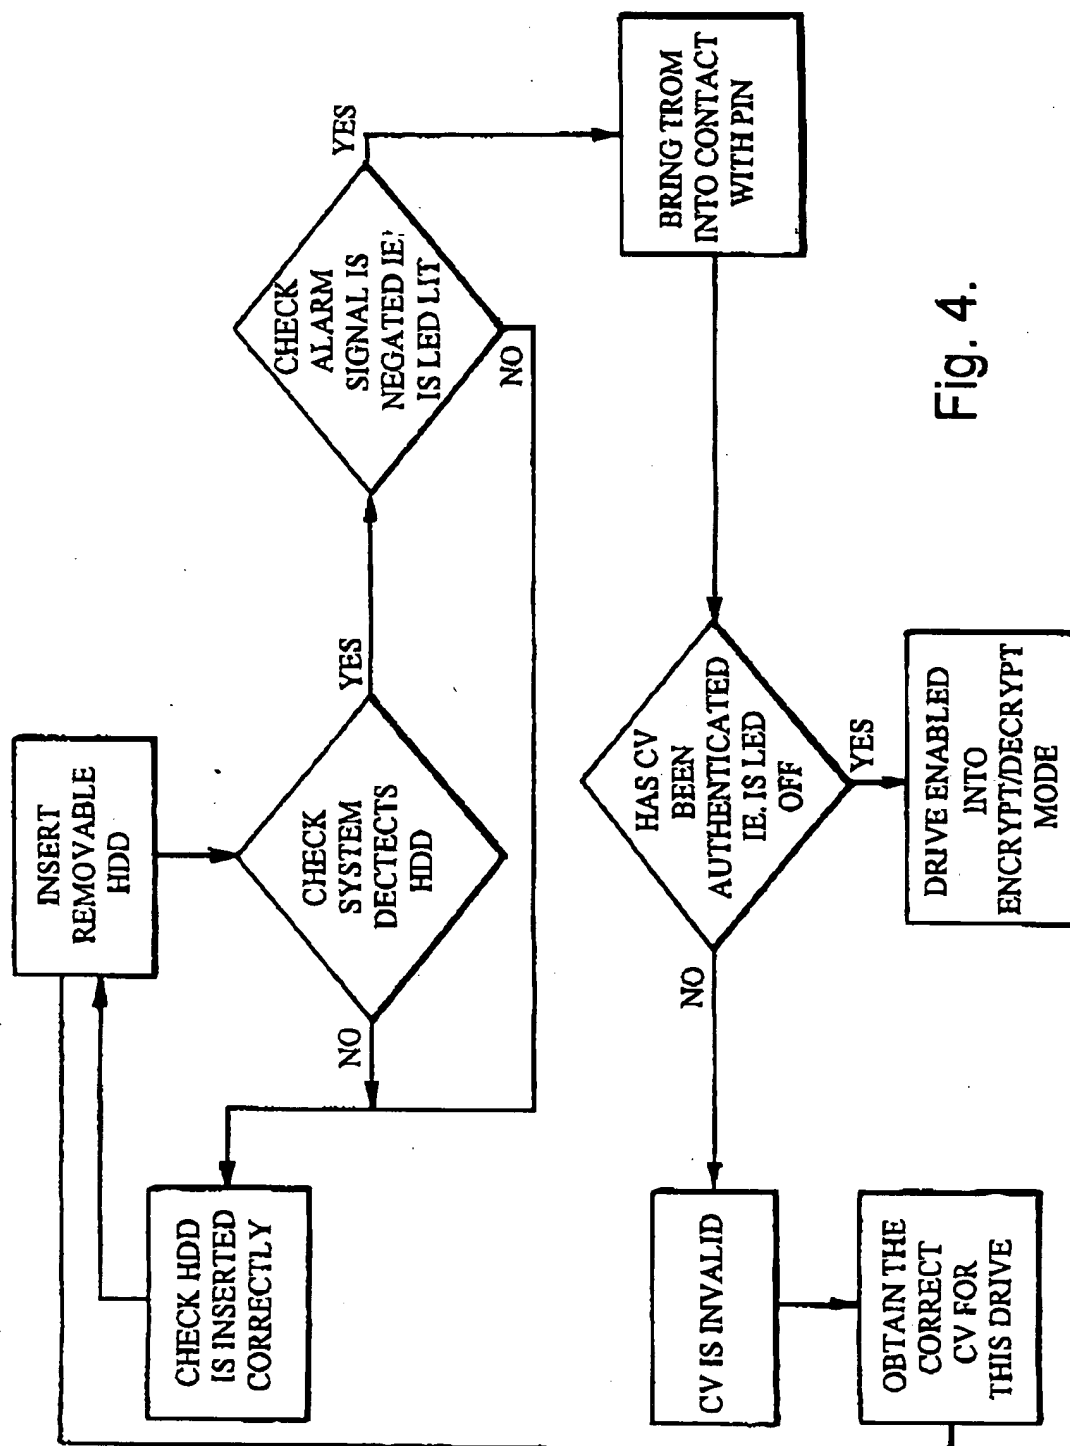 INSERT
REMOVABLE
HDD
CHECK
SYSTEM
DECTECTS
HDD
YES
NO
CHECK HDD
IS INSERTED
CORRECTLY
CHECK
ALARM
SIGNAL IS
NEGATED IE.
IS LED LIT
YES
NO
BRING TROM
INTO CONTACT
WITH PIN
HAS CV
BEEN
AUTHENTICATED
IE. IS LED
OFF
NO
YES
CV IS INVALID
DRIVE ENABLED
INTO
ENCRYPT/DECRYPT
MODE
OBTAIN THE
CORRECT
CV FOR
THIS DRIVE
Fig. 4.